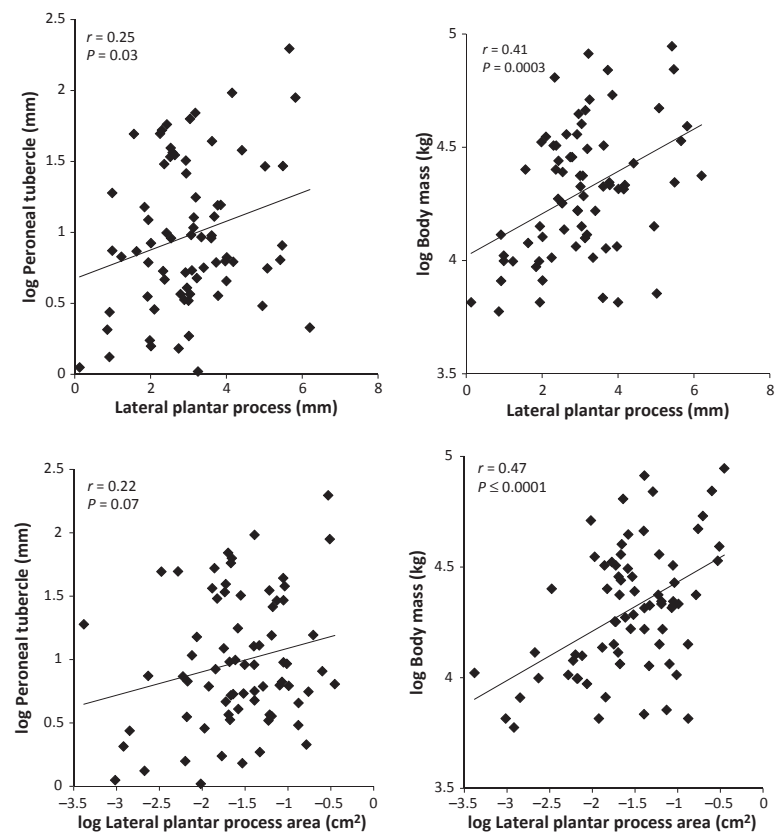 r = 0.25
P = 0.03
log Peroneal tubercle (mm)
2.5
2
1.5
1
0.5
0
0 2 4 6 8
Lateral plantar process (mm)
r = 0.41
P = 0.0003
log Body mass (kg)
5
4.5
4
3.5
0 2 4 6 8
Lateral plantar process (mm)
r = 0.22
P = 0.07
log Peroneal tubercle (mm)
2.5
2
1.5
1
0.5
0
–3.5 –3 –2.5 –2 –1.5 –1 –0.5 0
log Lateral plantar process area (cm²)
r = 0.47
P ≤ 0.0001
log Body mass (kg)
5
4.5
4
3.5
–3.5 –3 –2.5 –2 –1.5 –1 –0.5 0
log Lateral plantar process area (cm²)